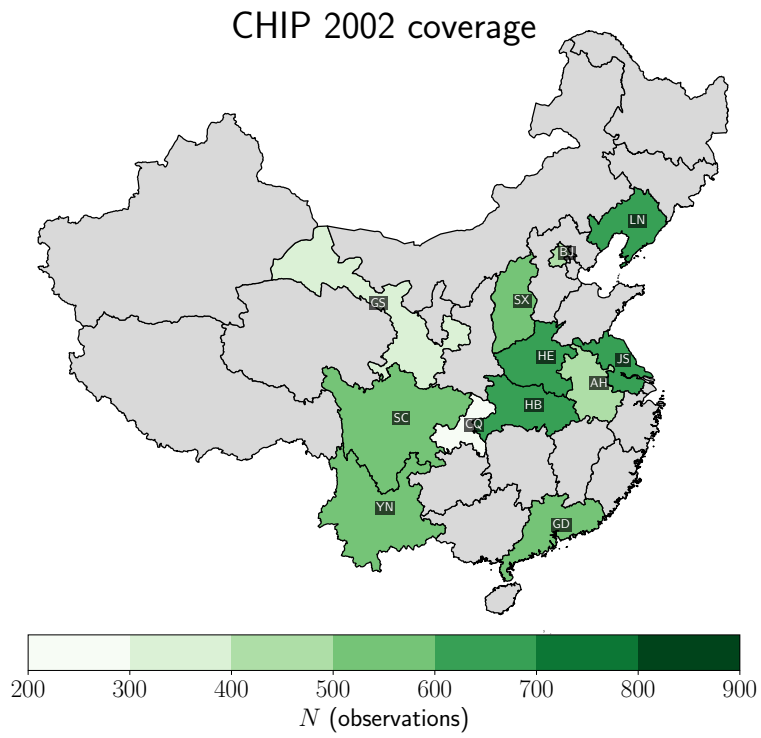 CHIP 2002 coverage
LN
BJ
SX
GS
HE
JS
AH
HB
SC
CQ
YN
GD
200 300 400 500 600 700 800 900
N (observations)